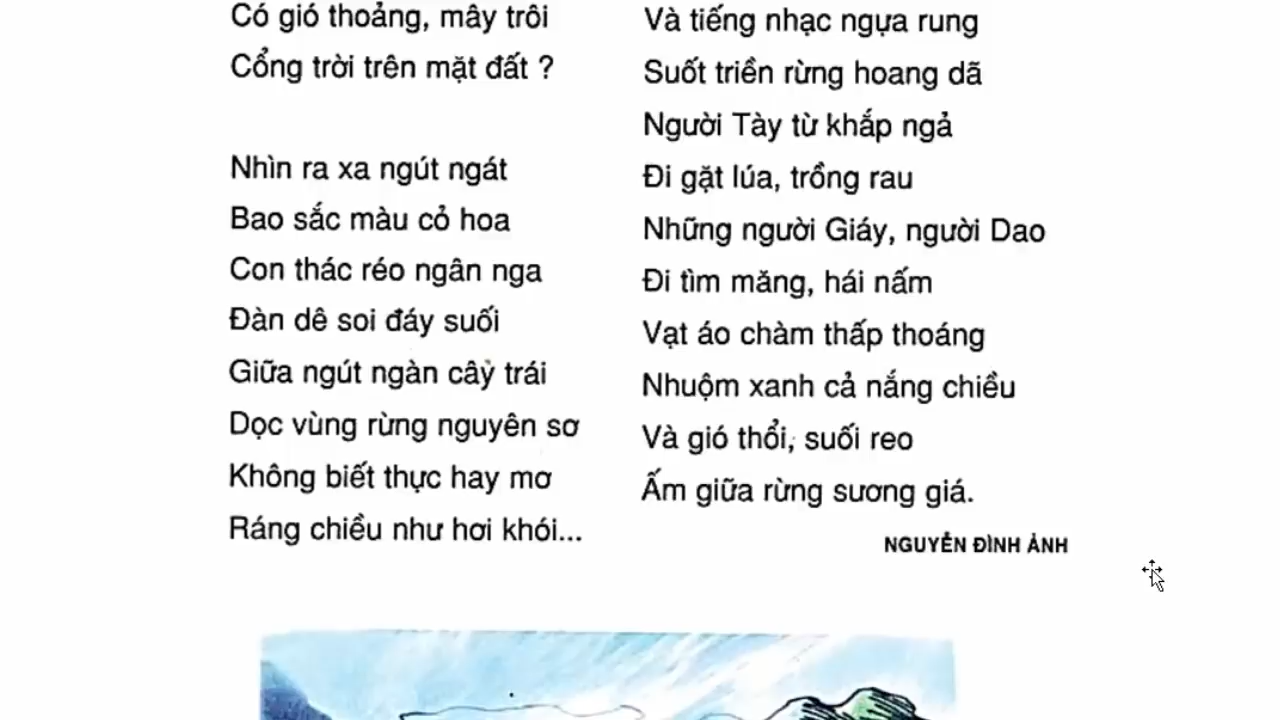 Có gió thoảng, mây trôi
Cổng trời trên mặt đất ?
Nhìn ra xa ngút ngát
Bao sắc màu cỏ hoa
Con thác réo ngân nga
Đàn dê soi đáy suối
Giữa ngút ngàn cây trái
Dọc vùng rừng nguyên sơ
Không biết thực hay mơ
Ráng chiều như hơi khói...
Và tiếng nhạc ngựa rung
Suốt triền rừng hoang dã
Người Tày từ khắp ngả
Đi gặt lúa, trồng rau
Những người Giáy, người Dao
Đi tìm măng, hái nấm
Vạt áo chàm thấp thoáng
Nhuộm xanh cả nắng chiều
Và gió thổi, suối reo
Ấm giữa rừng sương giá.
NGUYỄN ĐÌNH ẢNH